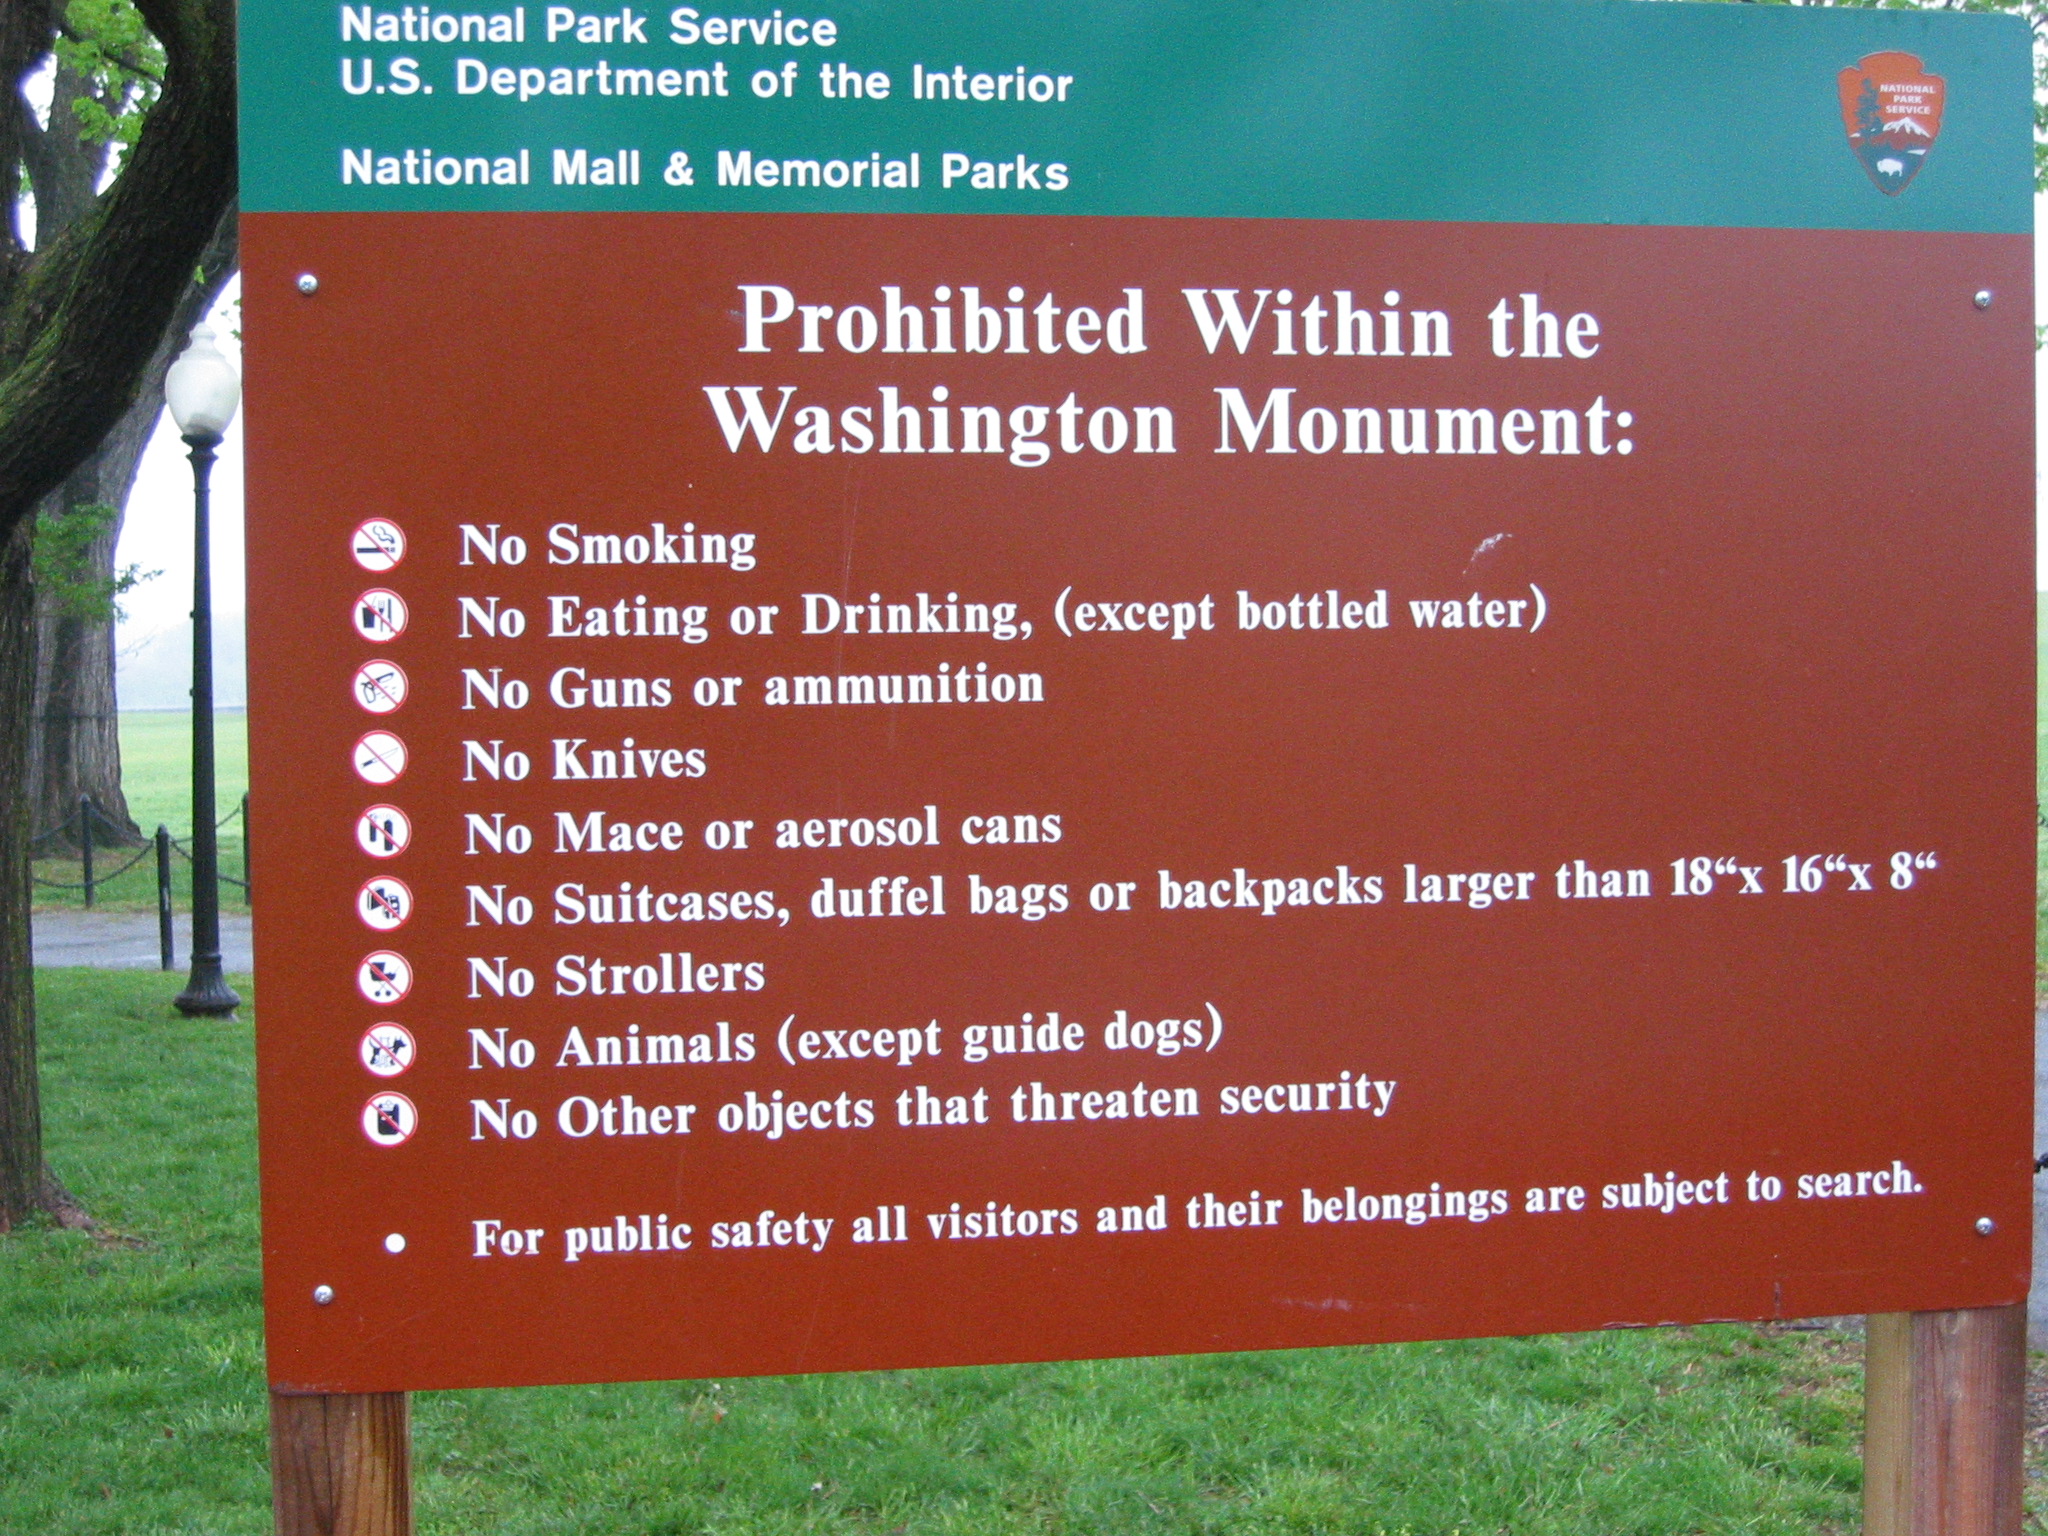 National Park Service
U.S. Department of the Interior
National Mall & Memorial Parks
NATIONAL
PARK
SERVICE
Prohibited Within the
Washington Monument:
No Smoking
No Eating or Drinking, (except bottled water)
No Guns or ammunition
No Knives
No Mace or aerosol cans
No Suitcases, duffel bags or backpacks larger than 18“x 16“x 8“
No Strollers
No Animals (except guide dogs)
No Other objects that threaten security
• For public safety all visitors and their belongings are subject to search.